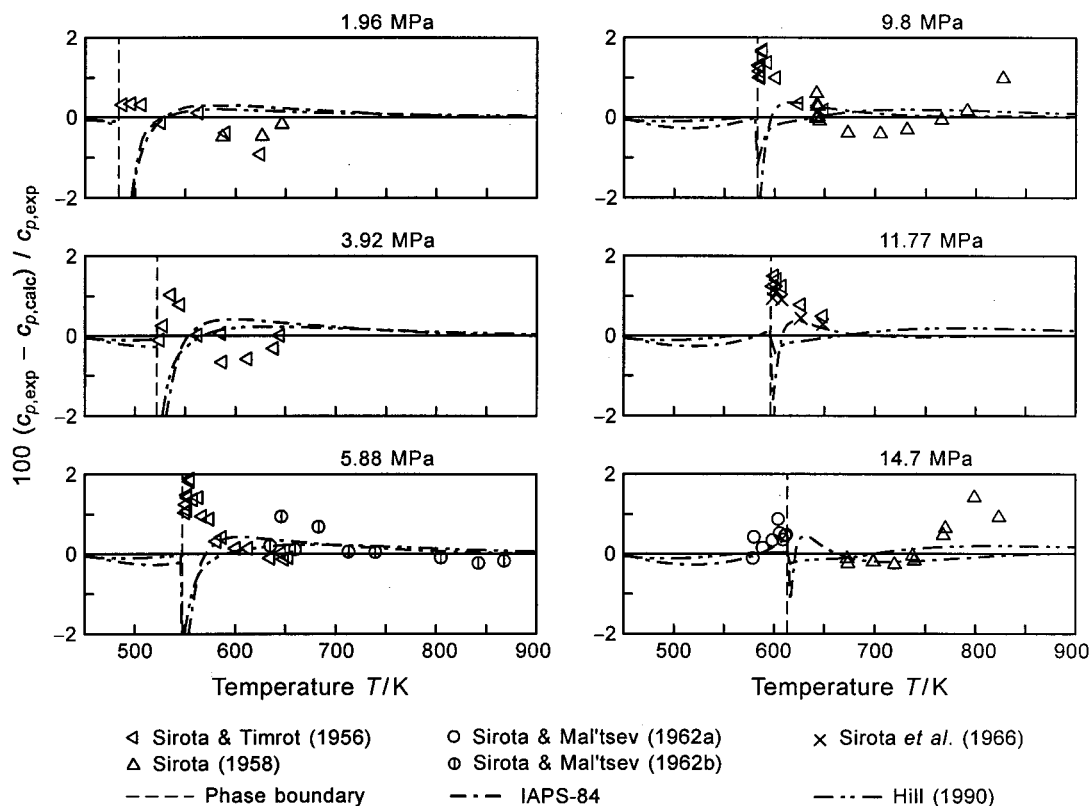 1.96 MPa
9.8 MPa
2
0
−2
2
0
−2
3.92 MPa
11.77 MPa
2
0
−2
2
0
−2
5.88 MPa
14.7 MPa
2
0
−2
2
0
−2
500 600 700 800 900
500 600 700 800 900
Temperature T/K
Temperature T/K
100 (cp,exp − cp,calc) / cp,exp
Sirota & Timrot (1956)
Sirota & Mal'tsev (1962a)
Sirota et al. (1966)
Sirota (1958)
Sirota & Mal'tsev (1962b)
Phase boundary
IAPS-84
Hill (1990)